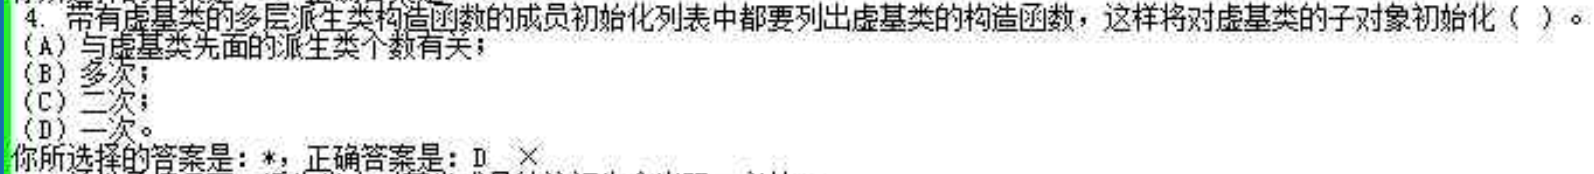 4. 带有虚基类的多层派生类构造函数的成员初始化列表中都要列出虚基类的构造函数，这样将对虚基类的子对象初始化（ ）。
(A) 与虚基类先面的派生类个数有关；
(B) 多次；
(C) 二次；
(D) 一次。
你所选择的答案是：*，正确答案是：D ×